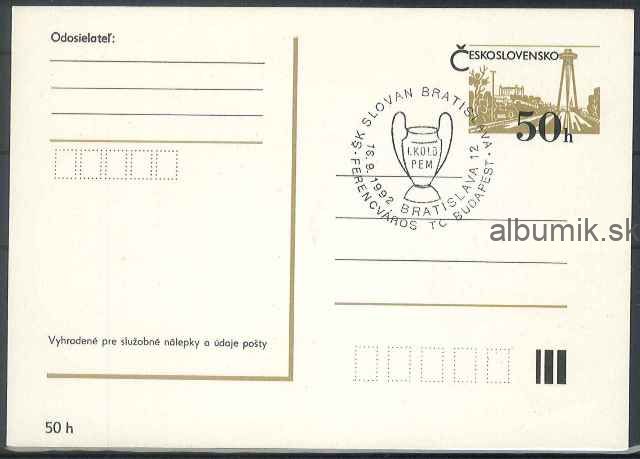 Odosielateľ:
ČESKOSLOVENSKO
50 h
ŠK SLOVAN BRATISLAVA
16.9.1992 BRATISLAVA 12
FERENCVÁROS TC BUDAPEST
I.KOLO
PEM
albumik.sk
Vyhradené pre služobné nálepky a údaje pošty
50 h